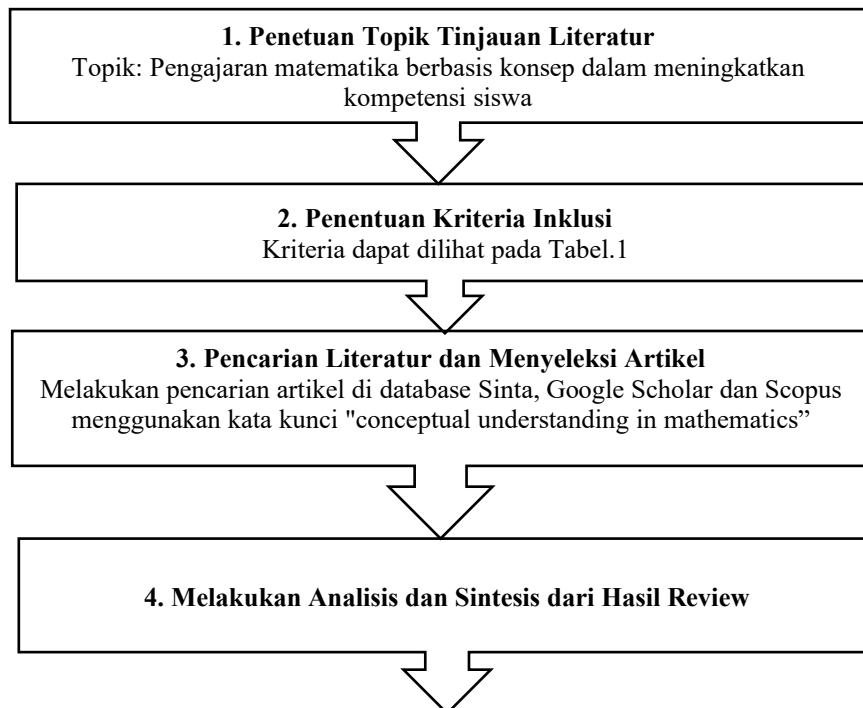 1. Penetuan Topik Tinjauan Literatur
Topik: Pengajaran matematika berbasis konsep dalam meningkatkan
kompetensi siswa
2. Penentuan Kriteria Inklusi
Kriteria dapat dilihat pada Tabel.1
3. Pencarian Literatur dan Menyeleksi Artikel
Melakukan pencarian artikel di database Sinta, Google Scholar dan Scopus
menggunakan kata kunci "conceptual understanding in mathematics”
4. Melakukan Analisis dan Sintesis dari Hasil Review